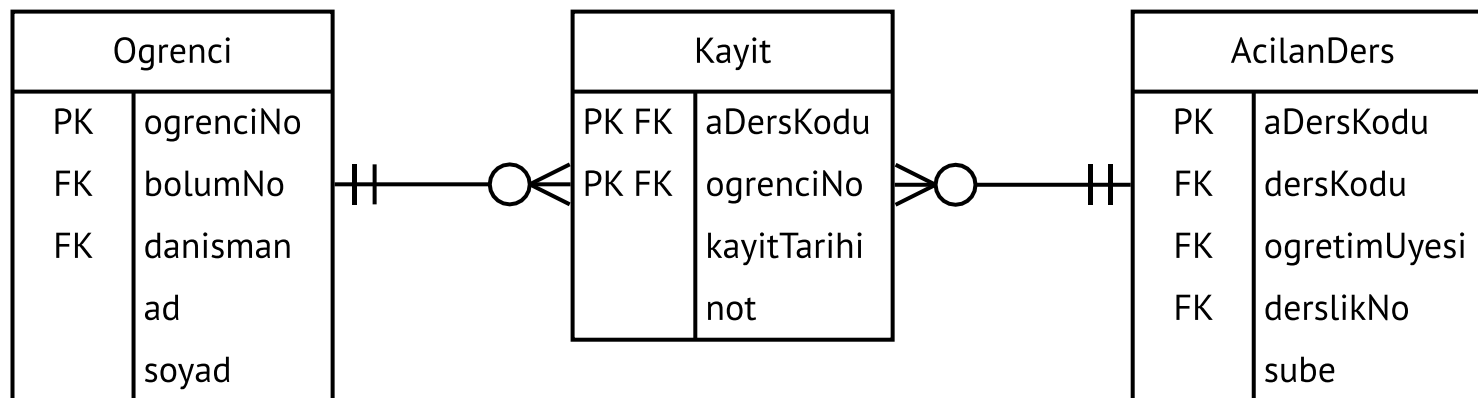 Ogrenci
PK ogrenciNo
FK bolumNo
FK danisman
ad
soyad
Kayit
PK FK aDersKodu
PK FK ogrenciNo
kayitTarihi
not
AcilanDers
PK aDersKodu
FK dersKodu
FK ogretimUyesi
FK derslikNo
sube